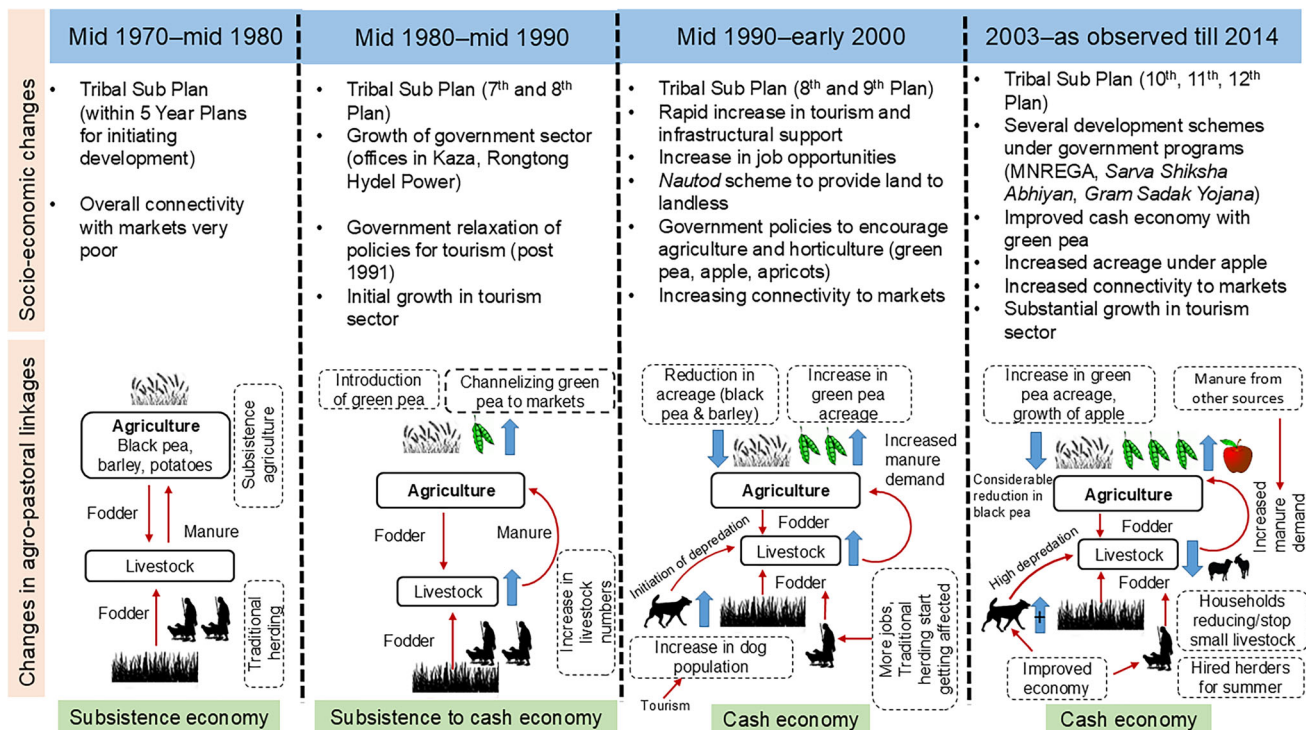 Socio-economic changes
Mid 1970–mid 1980
• Tribal Sub Plan
(within 5 Year Plans
for initiating
development)
• Overall connectivity
with markets very
poor
Mid 1980–mid 1990
• Tribal Sub Plan (7th and 8th
Plan)
• Growth of government sector
(offices in Kaza, Rongtong
Hydel Power)
• Government relaxation of
policies for tourism (post
1991)
• Initial growth in tourism
sector
Mid 1990–early 2000
• Tribal Sub Plan (8th and 9th Plan)
• Rapid increase in tourism and
infrastructural support
• Increase in job opportunities
• Nautod scheme to provide land to
landless
• Government policies to encourage
agriculture and horticulture (green
pea, apple, apricots)
• Increasing connectivity to markets
2003–as observed till 2014
• Tribal Sub Plan (10th, 11th, 12th
Plan)
• Several development schemes
under government programs
(MNREGA, Sarva Shiksha
Abhiyan, Gram Sadak Yojana)
• Improved cash economy with
green pea
• Increased acreage under apple
• Increased connectivity to markets
• Substantial growth in tourism
sector
Changes in agro-pastoral linkages
Agriculture
Black pea,
barley, potatoes
Subsistence
agriculture
Fodder
Manure
Livestock
Fodder
Traditional
herding
Subsistence economy
Introduction
of green pea
Channelizing green
pea to markets
Agriculture
Fodder
Manure
Livestock
Fodder
Increase in
livestock
numbers
Subsistence to cash economy
Reduction in
acreage (black
pea & barley)
Increase in
green pea
acreage
Increased
manure
demand
Agriculture
Fodder
Livestock
Initiation of depredation
Fodder
Increase in dog
population
Tourism
More jobs,
Traditional
herding start
getting affected
Cash economy
Increase in green
pea acreage,
growth of apple
Manure from
other sources
Considerable
reduction in
black pea
Agriculture
Fodder
Increased
manure
demand
Livestock
High depredation
Fodder
+
Households
reducing/stop
small livestock
Improved
economy
Hired herders
for summer
Cash economy